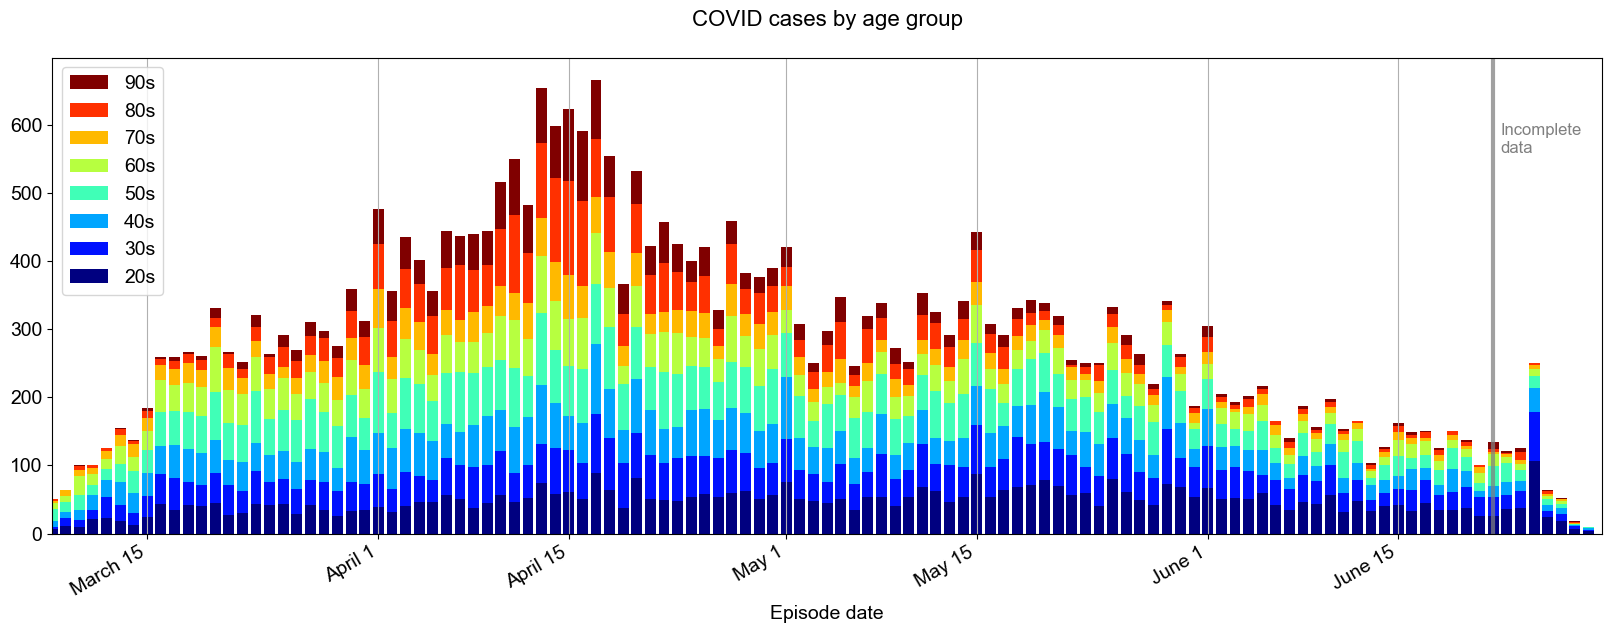 COVID cases by age group
90s
80s
70s
60s
50s
40s
30s
20s
Incomplete
data
600
500
400
300
200
100
0
March 15
April 1
April 15
May 1
May 15
June 1
June 15
Episode date